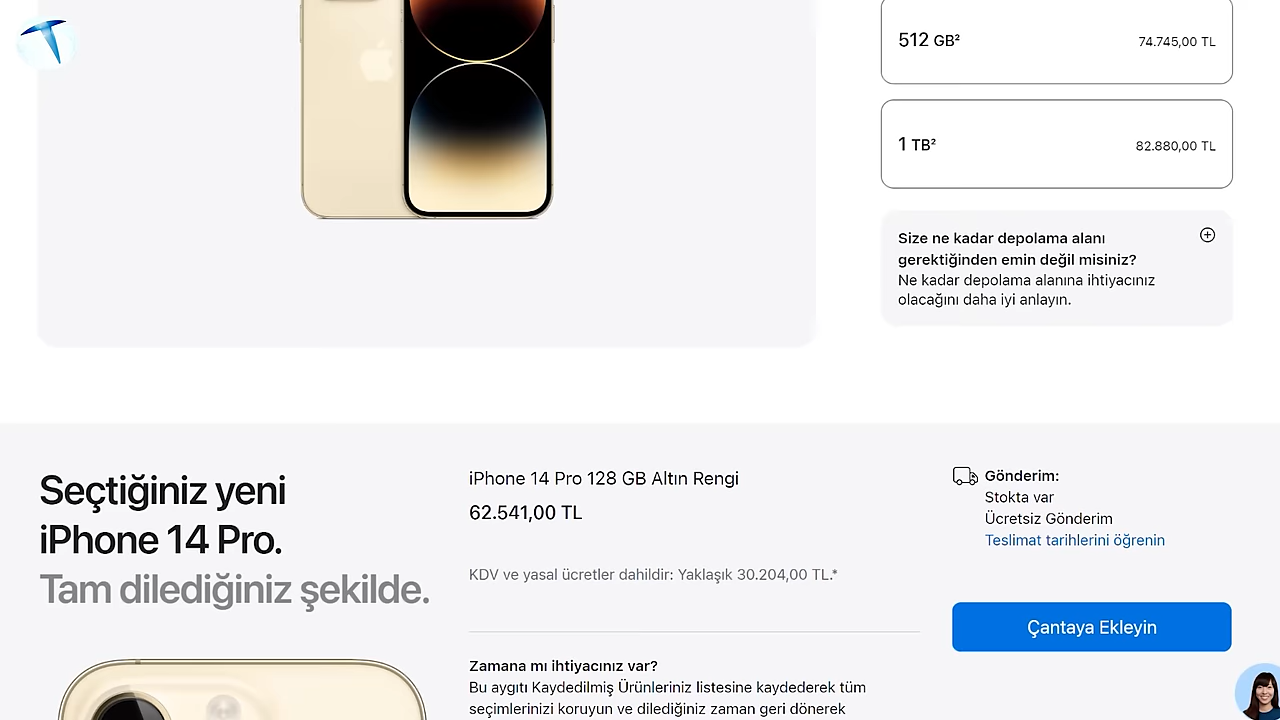 512 GB²
74.745,00 TL
1 TB²
82.880,00 TL
Size ne kadar depolama alanı
gerektiğinden emin değil misiniz?
Ne kadar depolama alanına ihtiyacınız
olacağını daha iyi anlayın.
Seçtiğiniz yeni
iPhone 14 Pro.
Tam dilediğiniz şekilde.
iPhone 14 Pro 128 GB Altın Rengi
62.541,00 TL
KDV ve yasal ücretler dahildir: Yaklaşık 30.204,00 TL.*
Zamana mı ihtiyacınız var?
Bu aygıtı Kaydedilmiş Ürünleriniz listesine kaydederek tüm
seçimlerinizi koruyun ve dilediğiniz zaman geri dönerek
Gönderim:
Stokta var
Ücretsiz Gönderim
Teslimat tarihlerini öğrenin
Çantaya Ekleyin